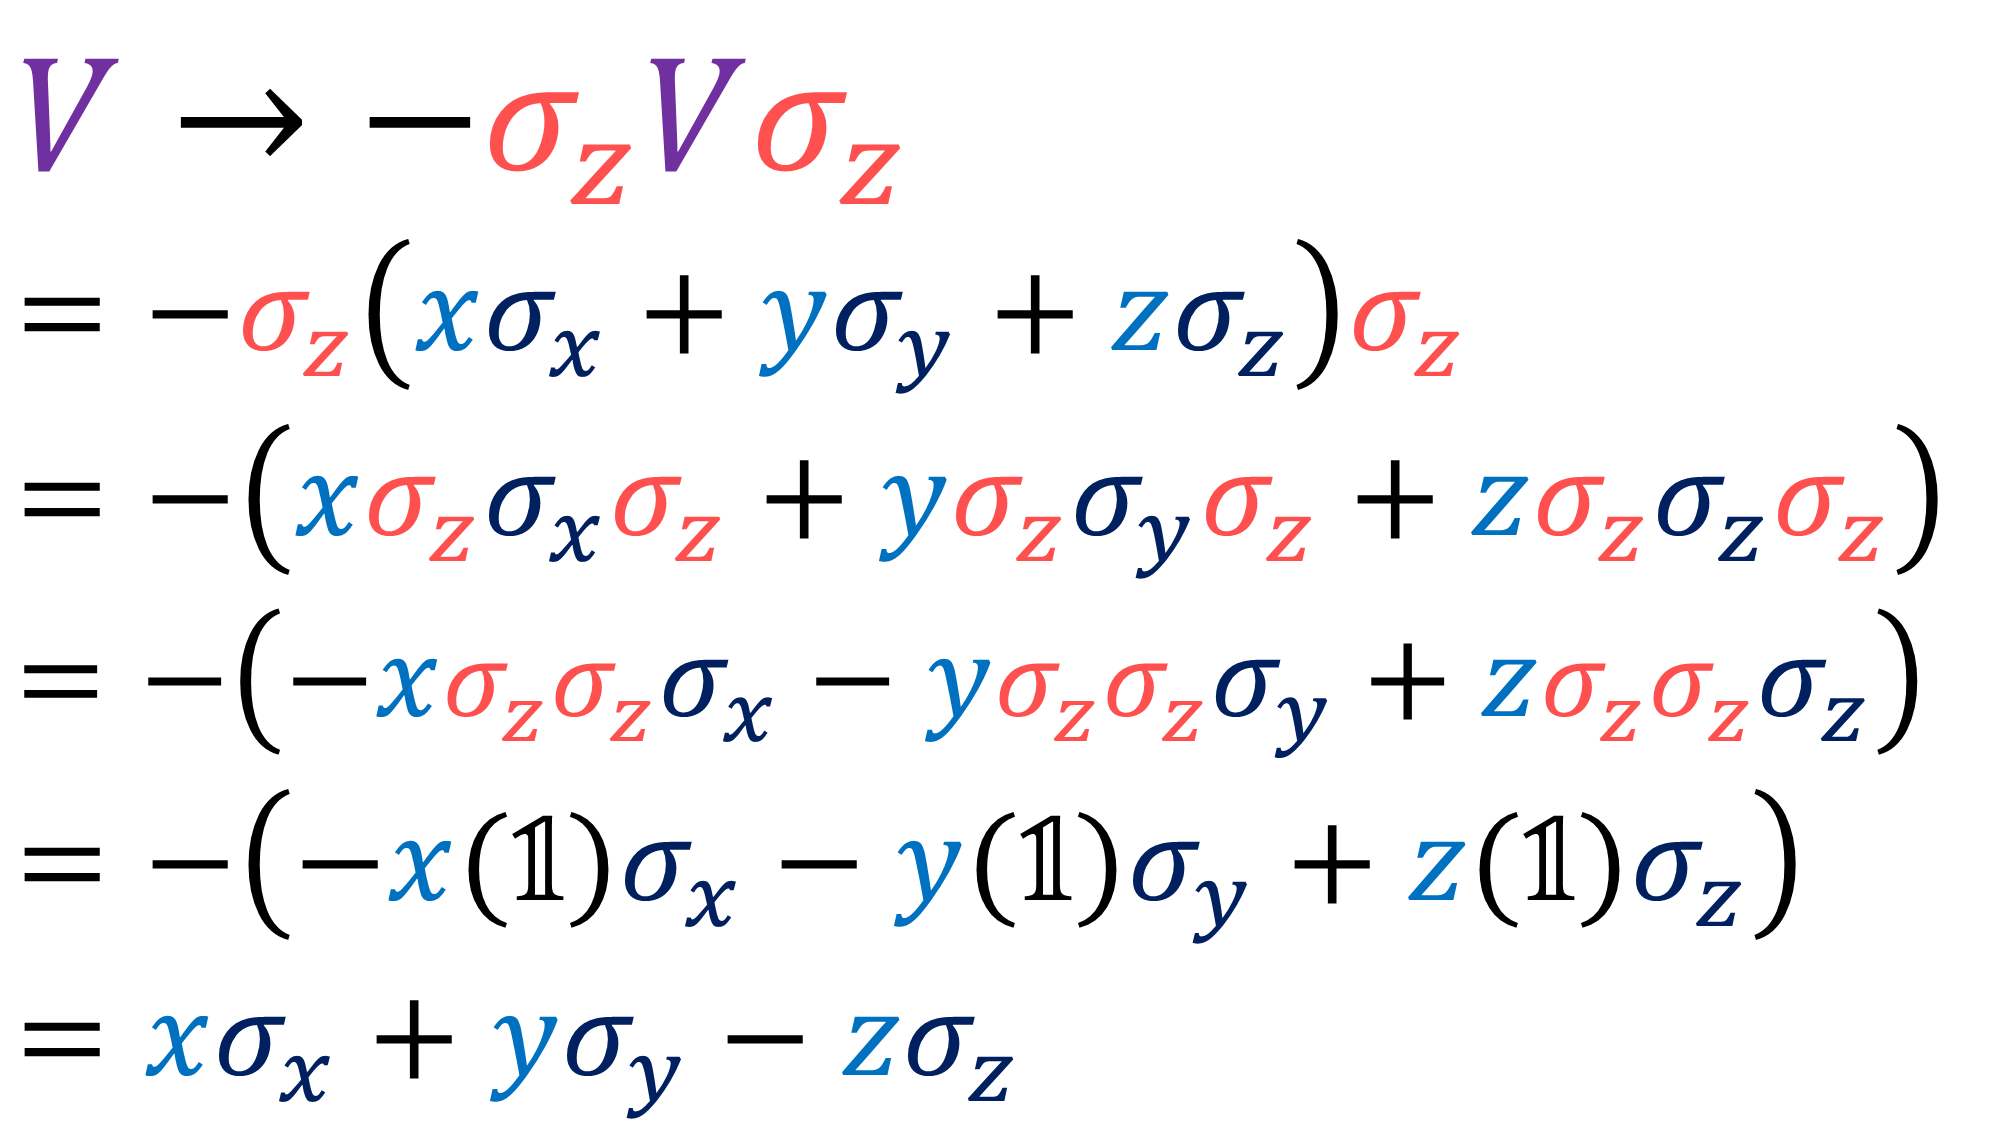 V → −σ_z V σ_z
= −σ_z(xσ_x + yσ_y + zσ_z)σ_z
= −(xσ_zσ_xσ_z + yσ_zσ_yσ_z + zσ_zσ_zσ_z)
= −(−xσ_zσ_zσ_x − yσ_zσ_zσ_y + zσ_zσ_zσ_z)
= −(−x(𝟙)σ_x − y(𝟙)σ_y + z(𝟙)σ_z)
= xσ_x + yσ_y − zσ_z